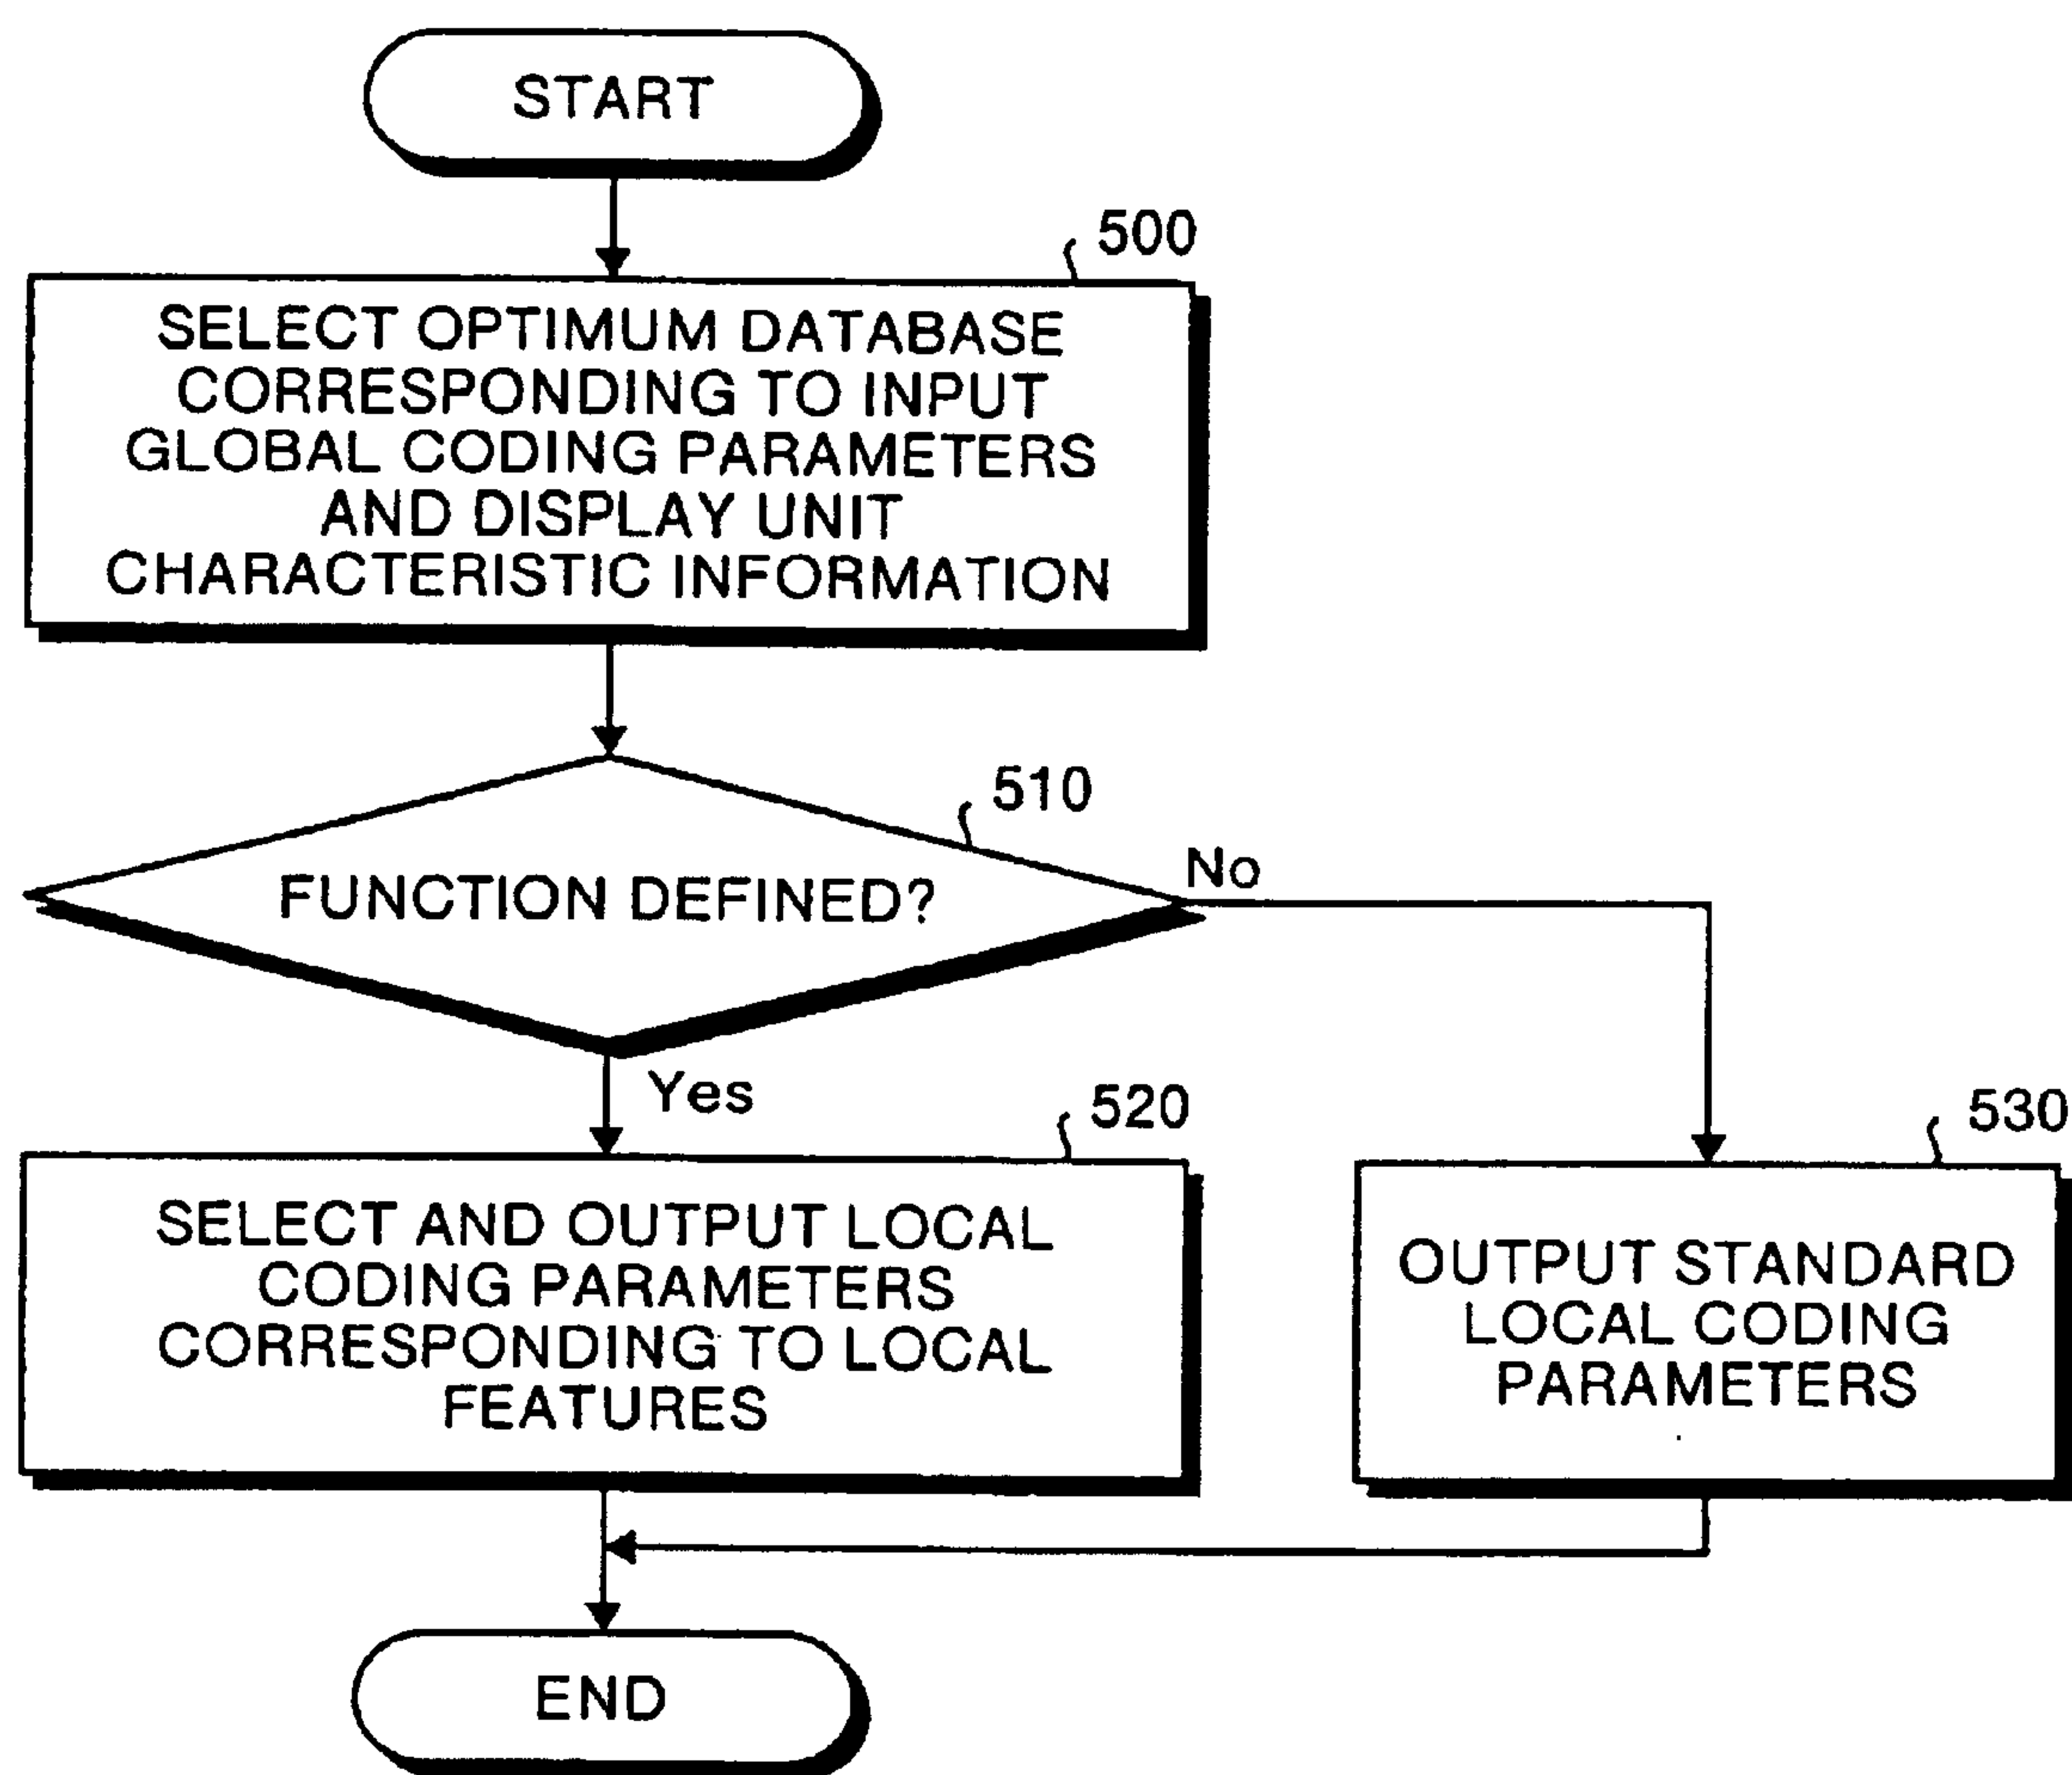 START
500
SELECT OPTIMUM DATABASE
CORRESPONDING TO INPUT
GLOBAL CODING PARAMETERS
AND DISPLAY UNIT
CHARACTERISTIC INFORMATION
510
FUNCTION DEFINED?
No
Yes
520
SELECT AND OUTPUT LOCAL
CODING PARAMETERS
CORRESPONDING TO LOCAL
FEATURES
530
OUTPUT STANDARD
LOCAL CODING
PARAMETERS
END